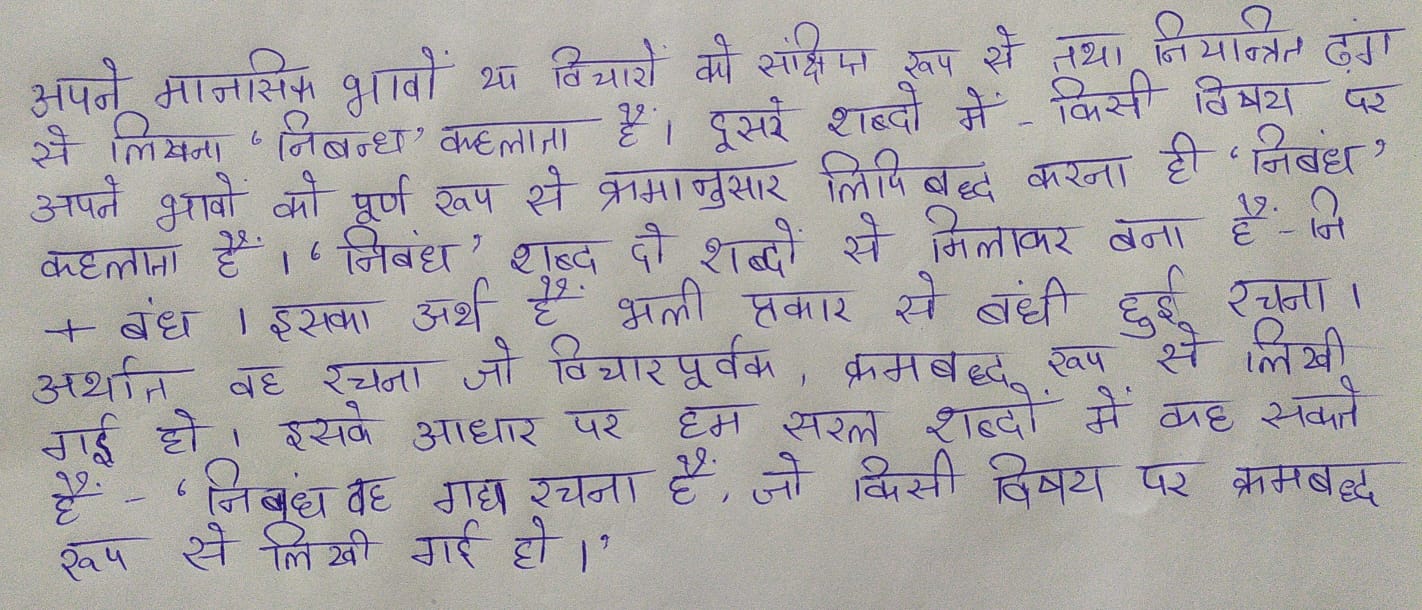 अपने मानसिक भावों या विचारों को संक्षिप्त रूप से तथा नियान्त्रित ढ़ंग
से लिखना ‘निबन्ध’ कहलाता हैं। दूसरे शब्दो में - किसी विषय पर
अपने भावों को पूर्ण रूप से क्रमानुसार लिपि बद्ध करना ही ‘निबंध’
कहलाता हैं। ‘निबंध’ शब्द दो शब्दों से मिलाकर बना हैं - नि
+ बंध । इसका अर्थ हैं भली प्रकार से बंधी हुई रचना ।
अर्थात वह रचना जो विचारपूर्वक, क्रमबद्ध रूप से लिखी
गई हो । इसके आधार पर हम सरल शब्दों में कह सकते
हैं - ‘निबंध वह गद्य रचना हैं, जो किसी विषय पर क्रमबद्ध
रूप से लिखी गई हो ।’